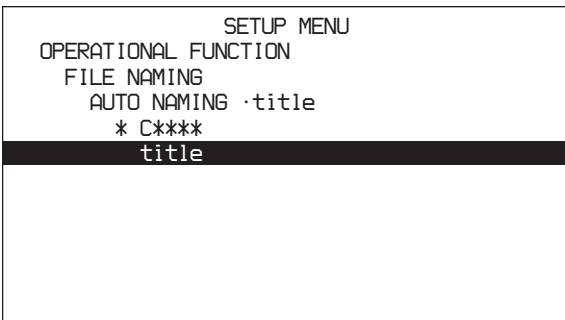 SETUP MENU
OPERATIONAL FUNCTION
FILE NAMING
AUTO NAMING ·title
* C****
title